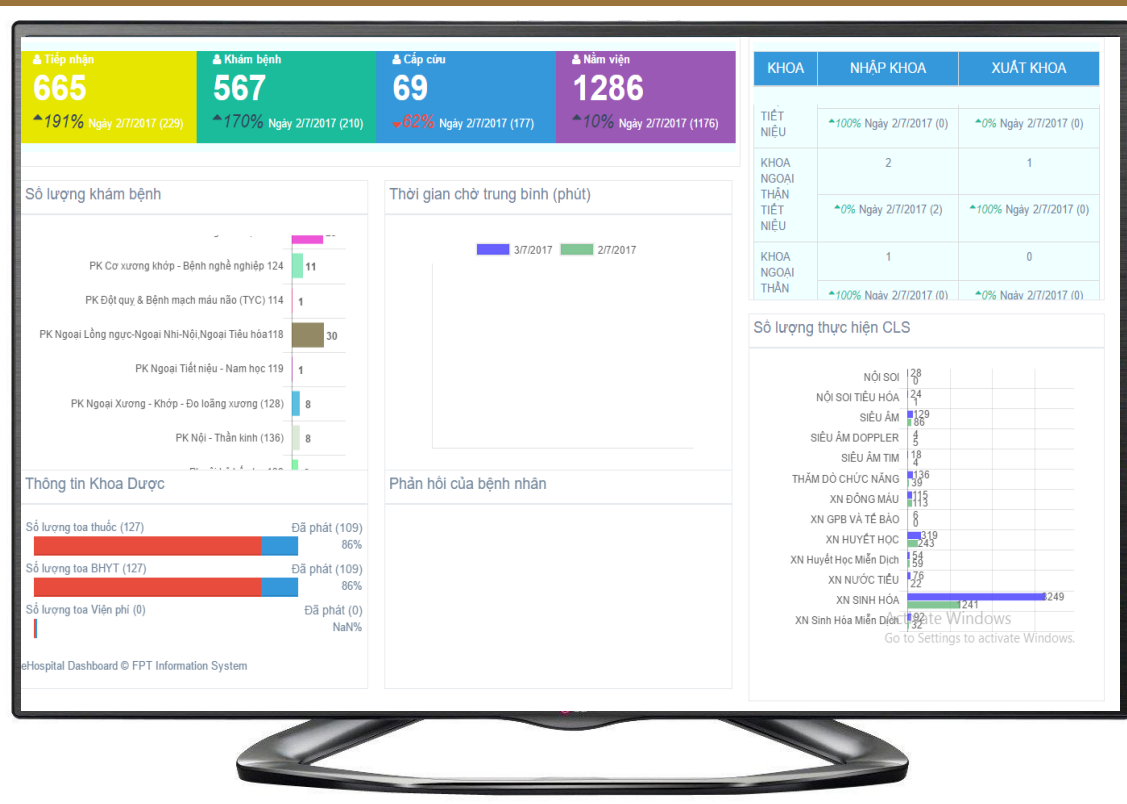 Tiếp nhận
665
191% Ngày 2/7/2017 (229)
Khám bệnh
567
170% Ngày 2/7/2017 (210)
Cấp cứu
69
62% Ngày 2/7/2017 (177)
Nằm viện
1286
10% Ngày 2/7/2017 (1176)
KHOA NHẬP KHOA XUẤT KHOA
TIẾT
NIỆU
100% Ngày 2/7/2017 (0) 0% Ngày 2/7/2017 (0)
KHOA
NGOẠI
THẬN
TIẾT
NIỆU
2 1
0% Ngày 2/7/2017 (2) 100% Ngày 2/7/2017 (0)
KHOA
NGOẠI
THẦN
1 0
100% Ngày 2/7/2017 (0) 0% Ngày 2/7/2017 (0)
Số lượng khám bệnh
PK Cơ xương khớp - Bệnh nghề nghiệp 124 11
PK Đột quỵ & Bệnh mạch máu não (TYC) 114 1
PK Ngoại Lồng ngực-Ngoại Nhi-Nội,Ngoại Tiêu hóa118 30
PK Ngoại Tiết niệu - Nam học 119 1
PK Ngoại Xương - Khớp - Đo loãng xương (128) 8
PK Nội - Thần kinh (136) 8
Thời gian chờ trung bình (phút)
3/7/2017 2/7/2017
Số lượng thực hiện CLS
NỘI SOI 28
0
NỘI SOI TIÊU HÓA 24
1
SIÊU ÂM 129
86
SIÊU ÂM DOPPLER 4
5
SIÊU ÂM TIM 18
4
THĂM DÒ CHỨC NĂNG 136
39
XN ĐÔNG MÁU 115
113
XN GPB VÀ TẾ BÀO 6
0
XN HUYẾT HỌC 319
243
XN Huyết Học Miễn Dịch 54
59
XN NƯỚC TIỂU 76
22
XN SINH HÓA 3249
1241
XN Sinh Hóa Miễn Dịch 92
32
Activate Windows
Go to Settings to activate Windows.
Thông tin Khoa Dược
Số lượng toa thuốc (127) Đã phát (109)
86%
Số lượng toa BHYT (127) Đã phát (109)
86%
Số lượng toa Viện phí (0) Đã phát (0)
NaN%
eHospital Dashboard © FPT Information System
Phản hồi của bệnh nhân